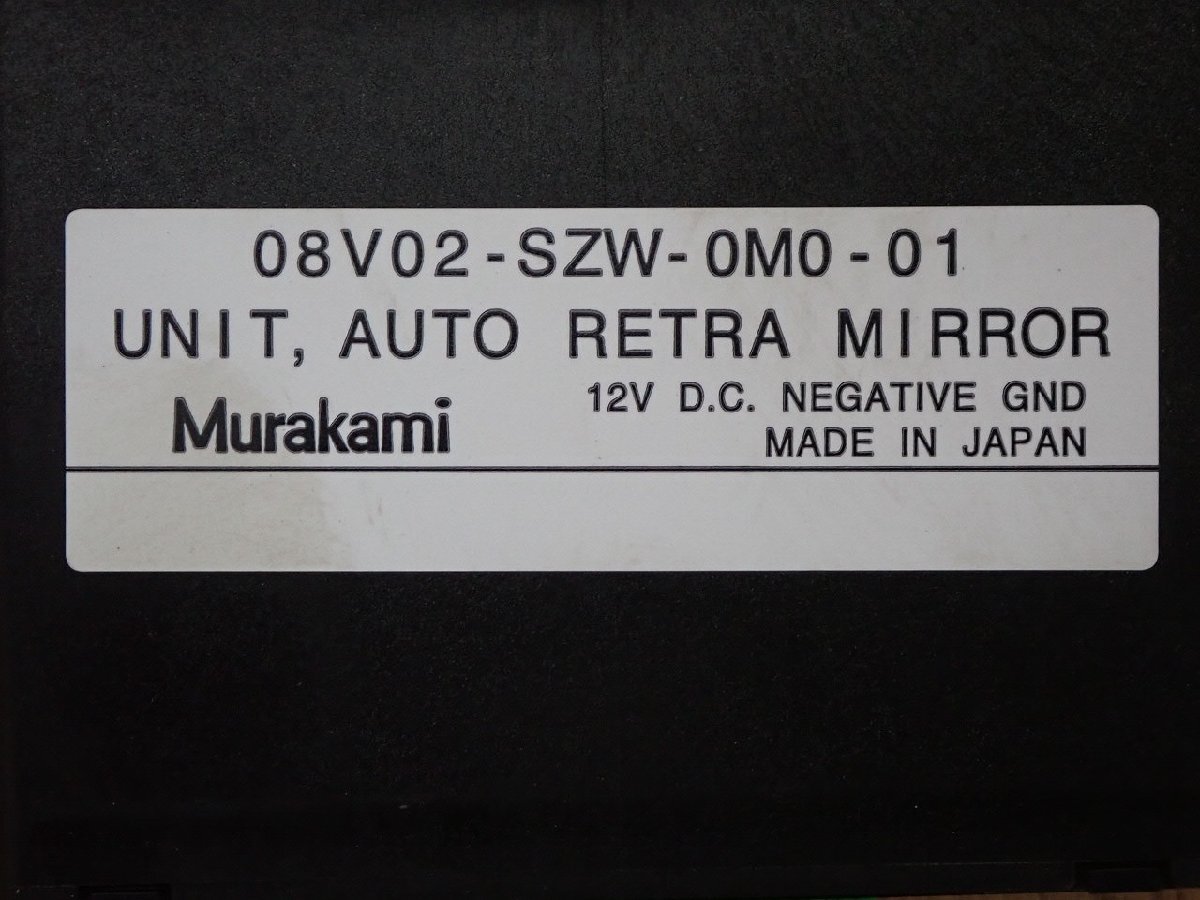 08V02-SZW-0M0-01
UNIT, AUTO RETRA MIRROR
Murakami
12V D.C. NEGATIVE GND
MADE IN JAPAN